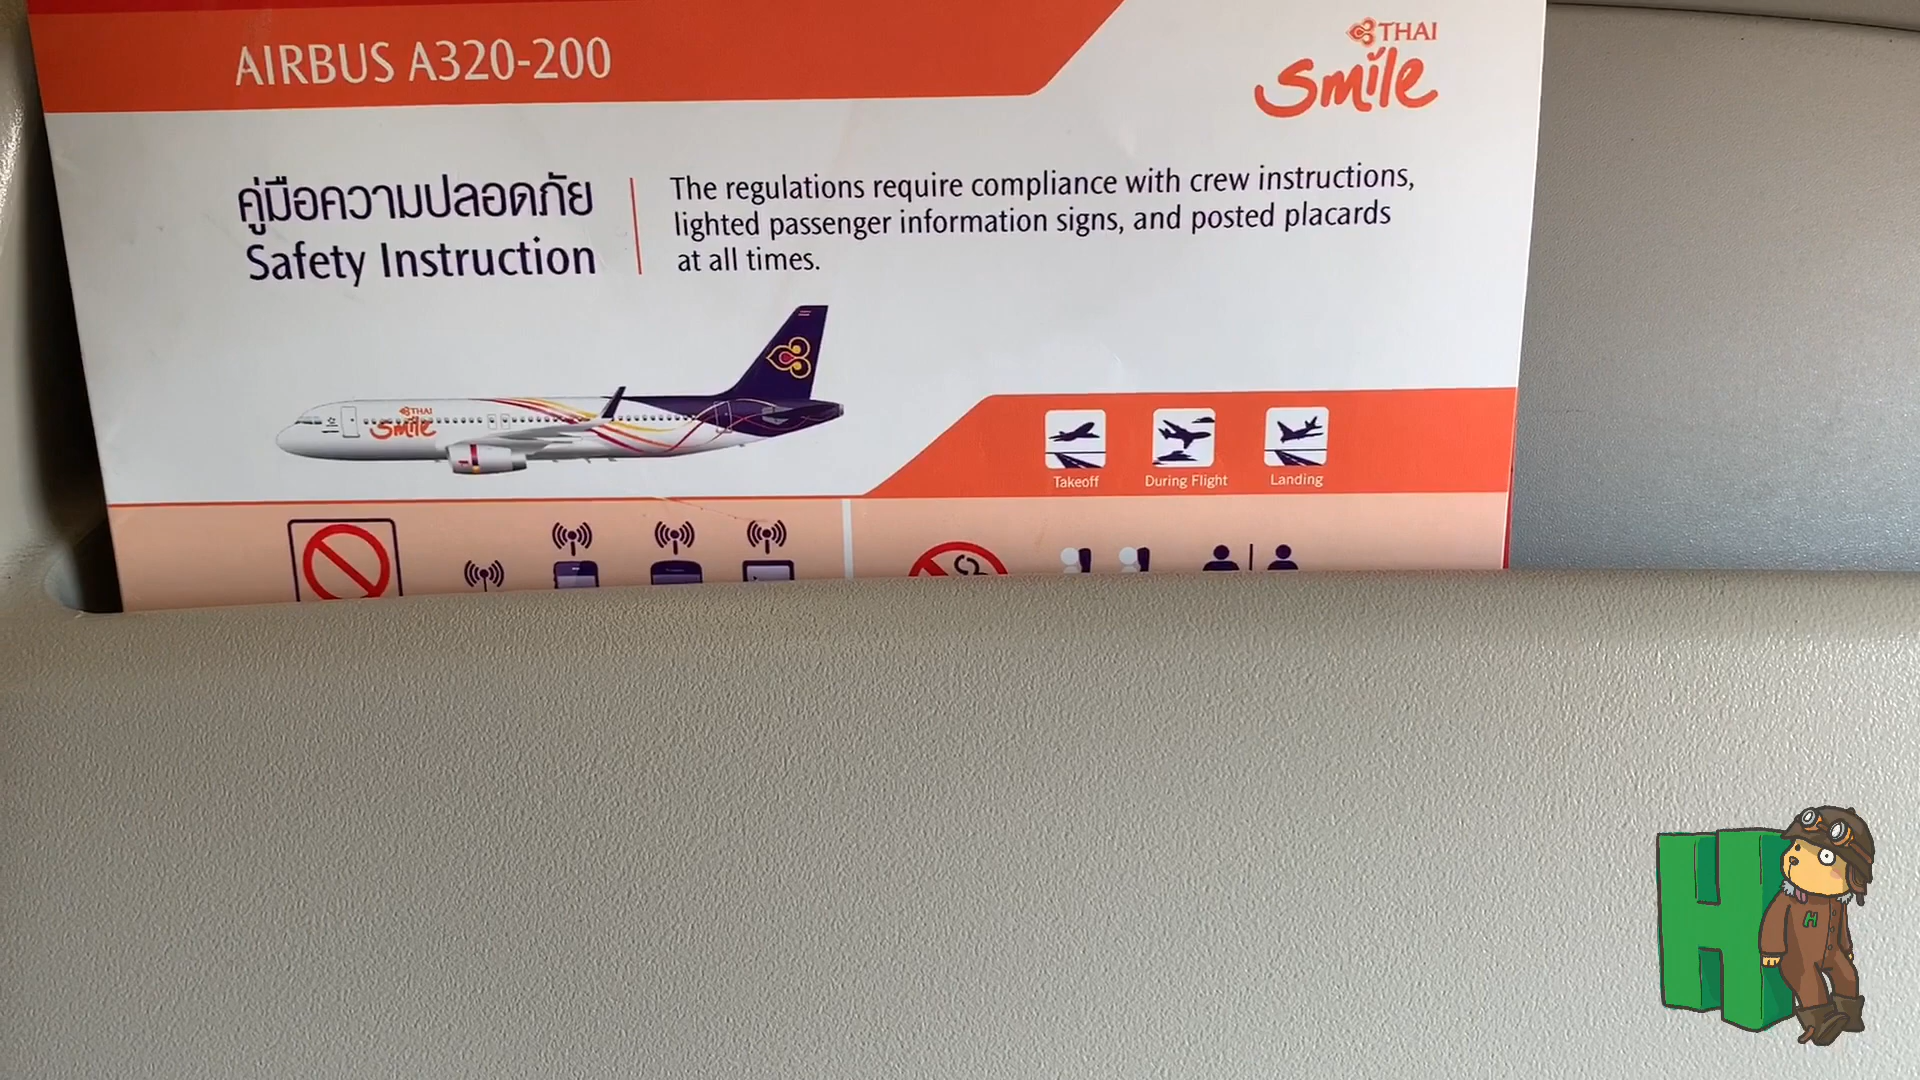 AIRBUS A320-200
THAI
Smile
คู่มือความปลอดภัย
Safety Instruction
The regulations require compliance with crew instructions,
lighted passenger information signs, and posted placards
at all times.
THAI
Smile
Takeoff
During Flight
Landing
H
H